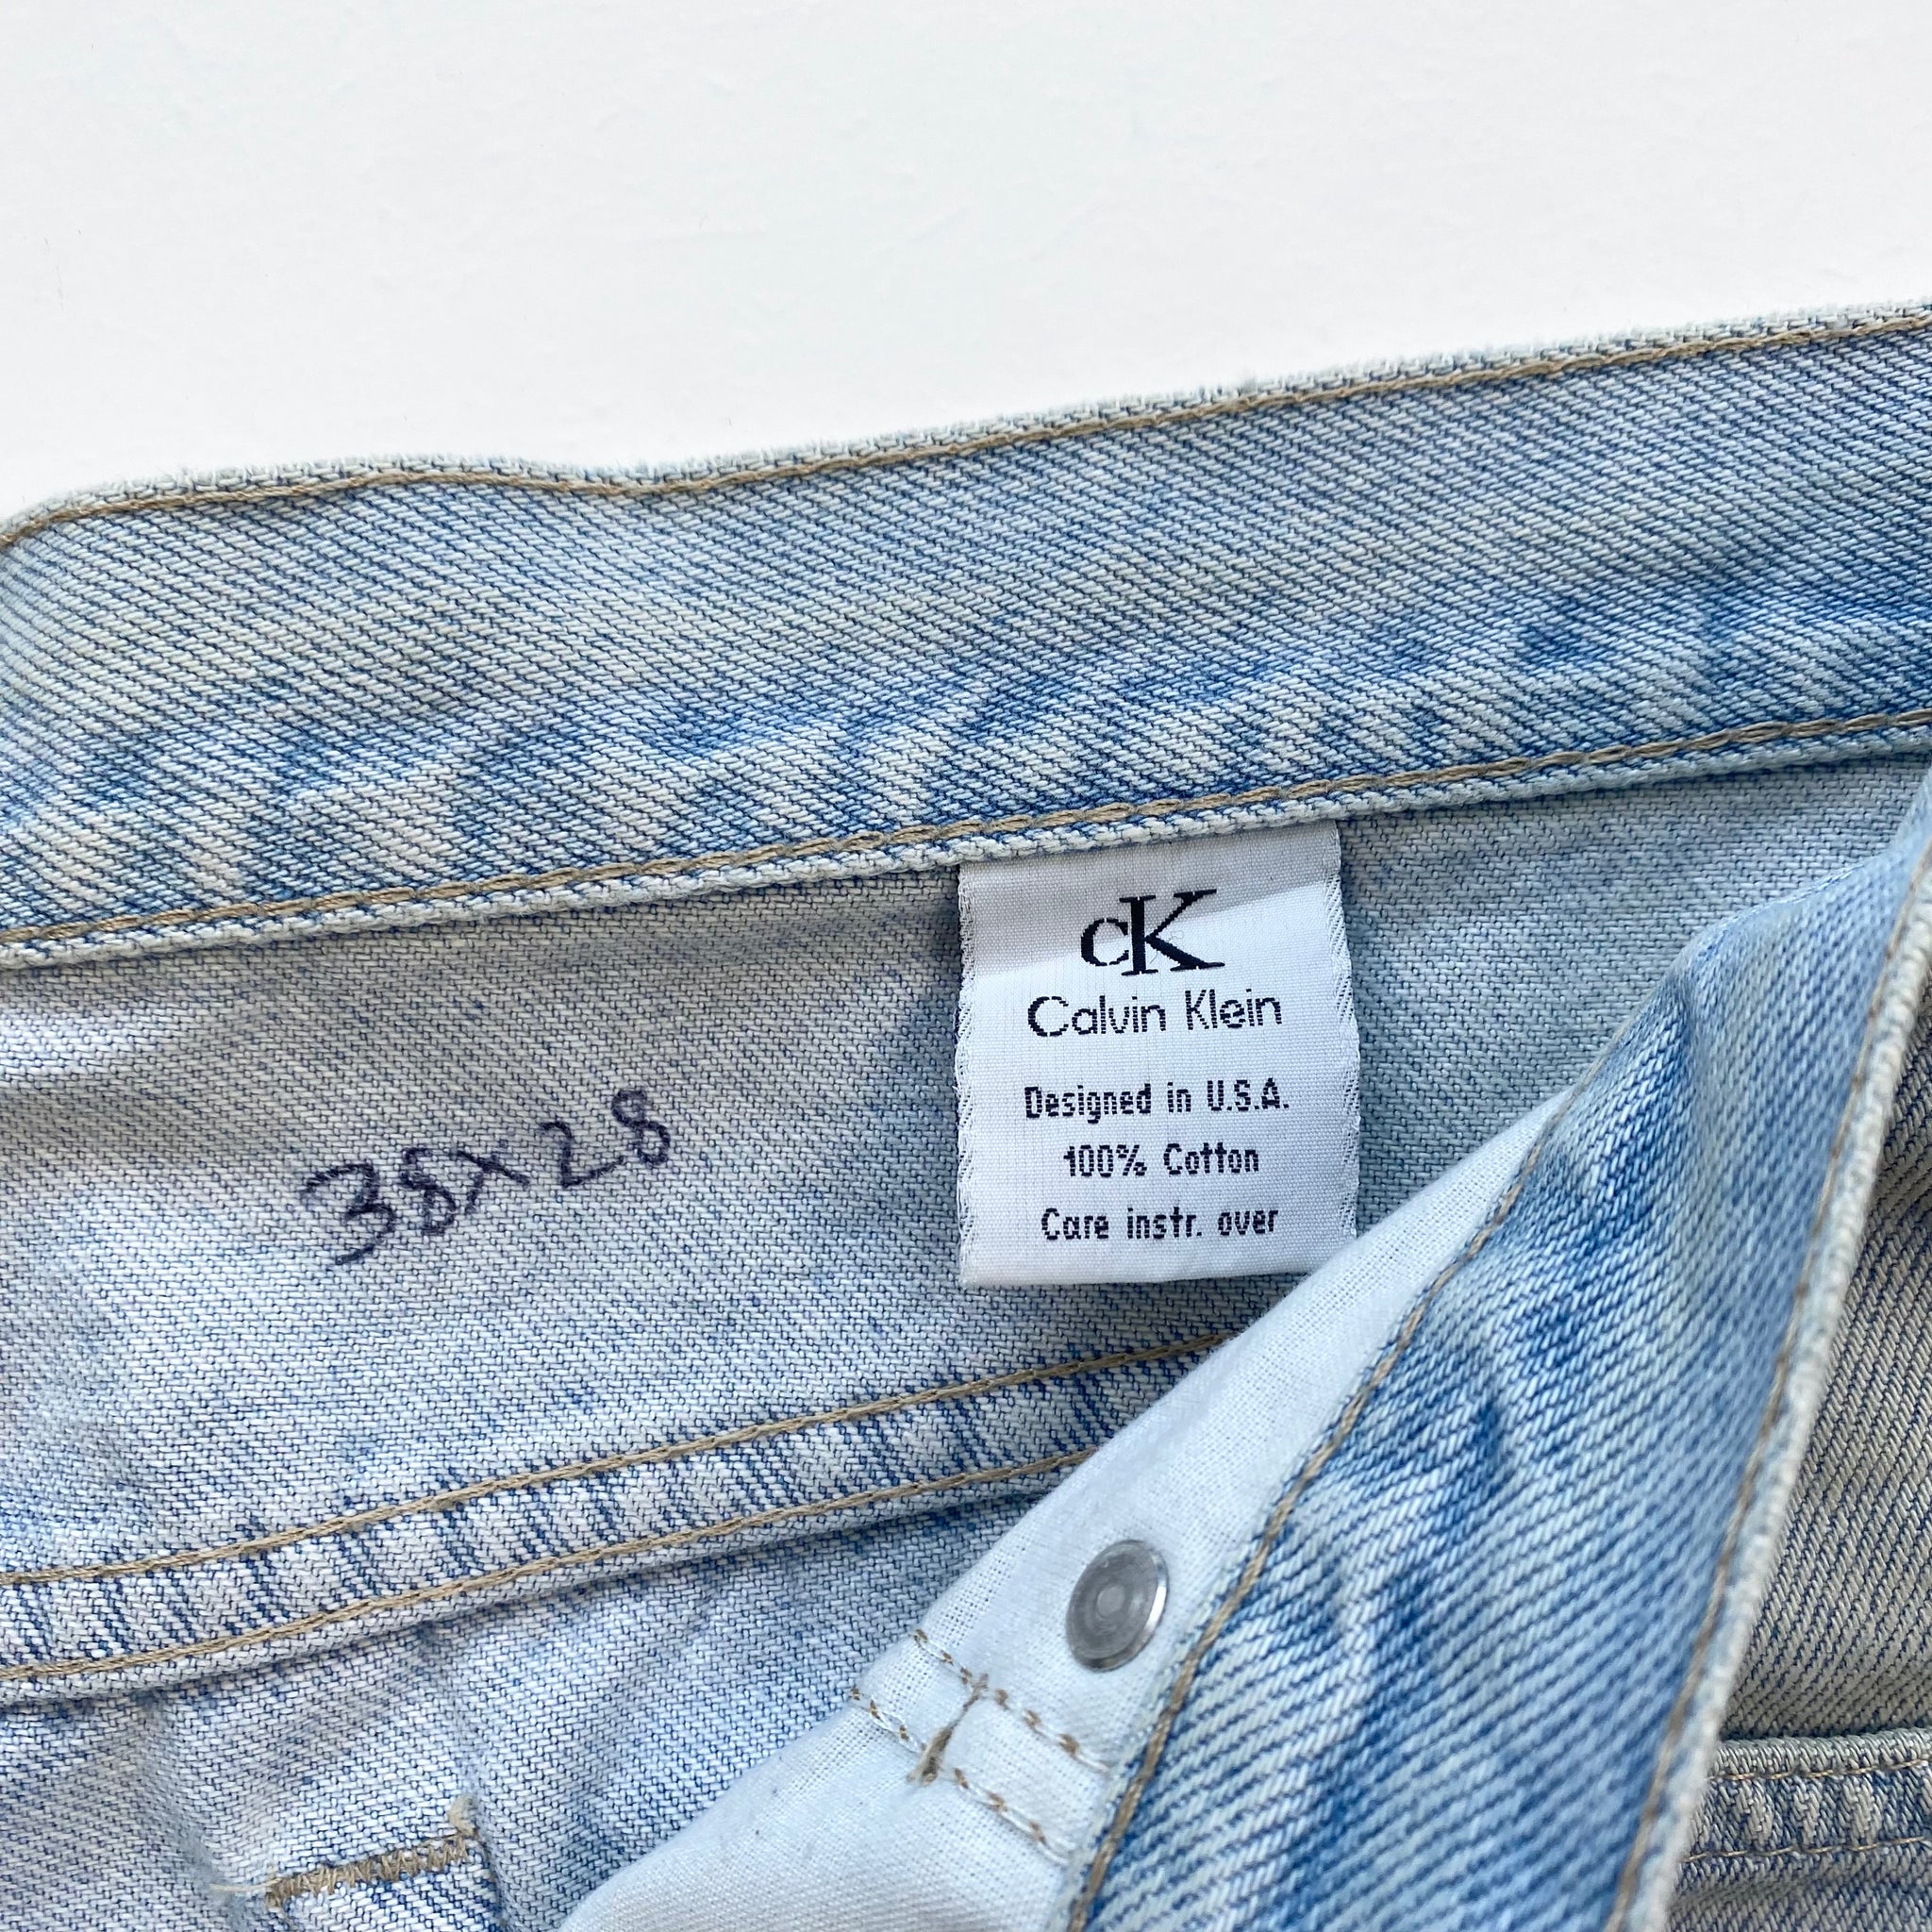 cK
Calvin Klein
Designed in U.S.A.
100% Cotton
Care instr. over
38x28